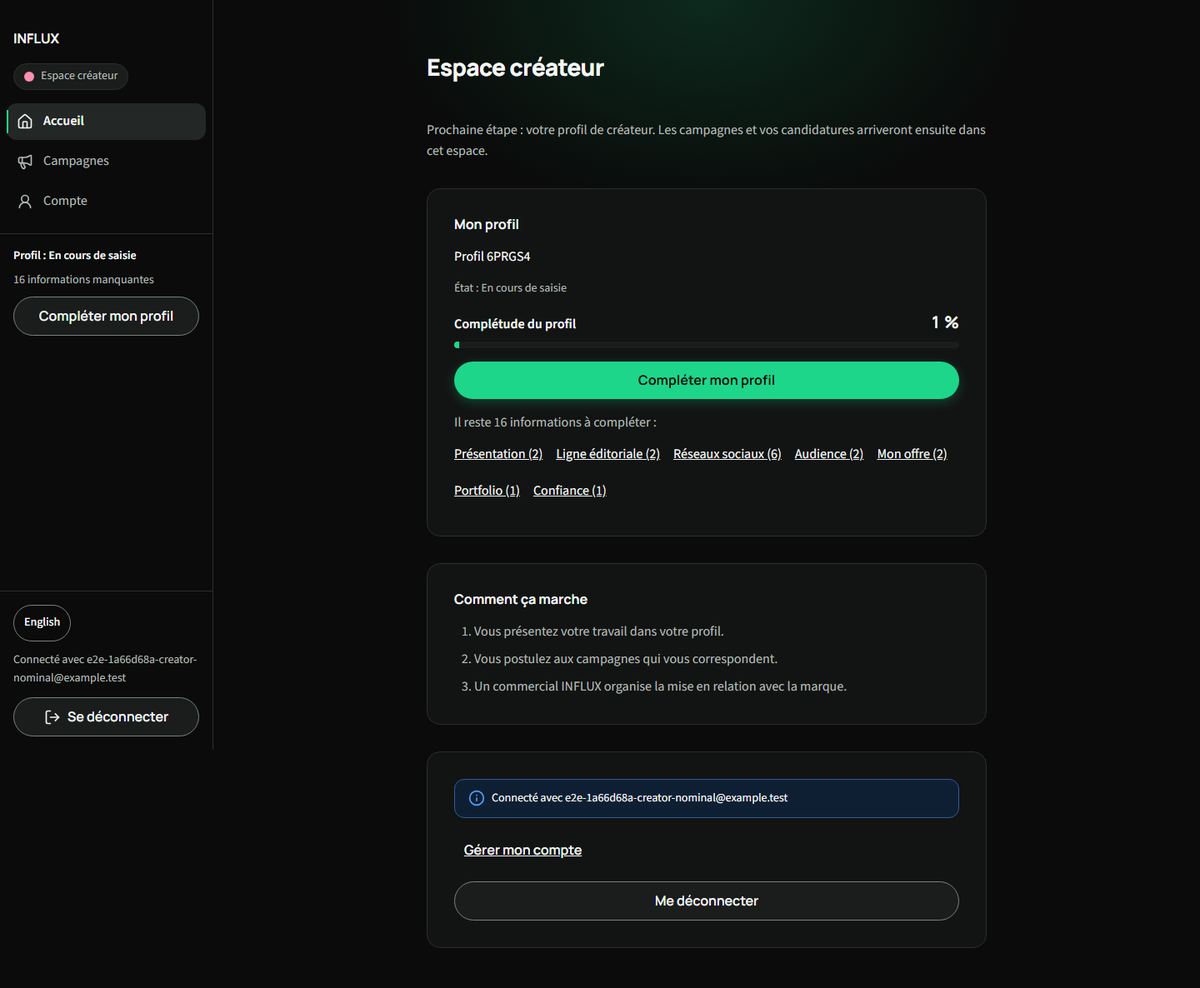 INFLUX
Espace créateur
Accueil
Campagnes
Compte
Profil : En cours de saisie
16 informations manquantes
Compléter mon profil
English
Connecté avec e2e-1a66d68a-creator-
nominal@example.test
Se déconnecter
Espace créateur
Prochaine étape : votre profil de créateur. Les campagnes et vos candidatures arriveront ensuite dans
cet espace.
Mon profil
Profil 6PRGS4
État : En cours de saisie
Complétude du profil 1 %
Compléter mon profil
Il reste 16 informations à compléter :
Présentation (2) Ligne éditoriale (2) Réseaux sociaux (6) Audience (2) Mon offre (2)
Portfolio (1) Confiance (1)
Comment ça marche
1. Vous présentez votre travail dans votre profil.
2. Vous postulez aux campagnes qui vous correspondent.
3. Un commercial INFLUX organise la mise en relation avec la marque.
Connecté avec e2e-1a66d68a-creator-nominal@example.test
Gérer mon compte
Me déconnecter